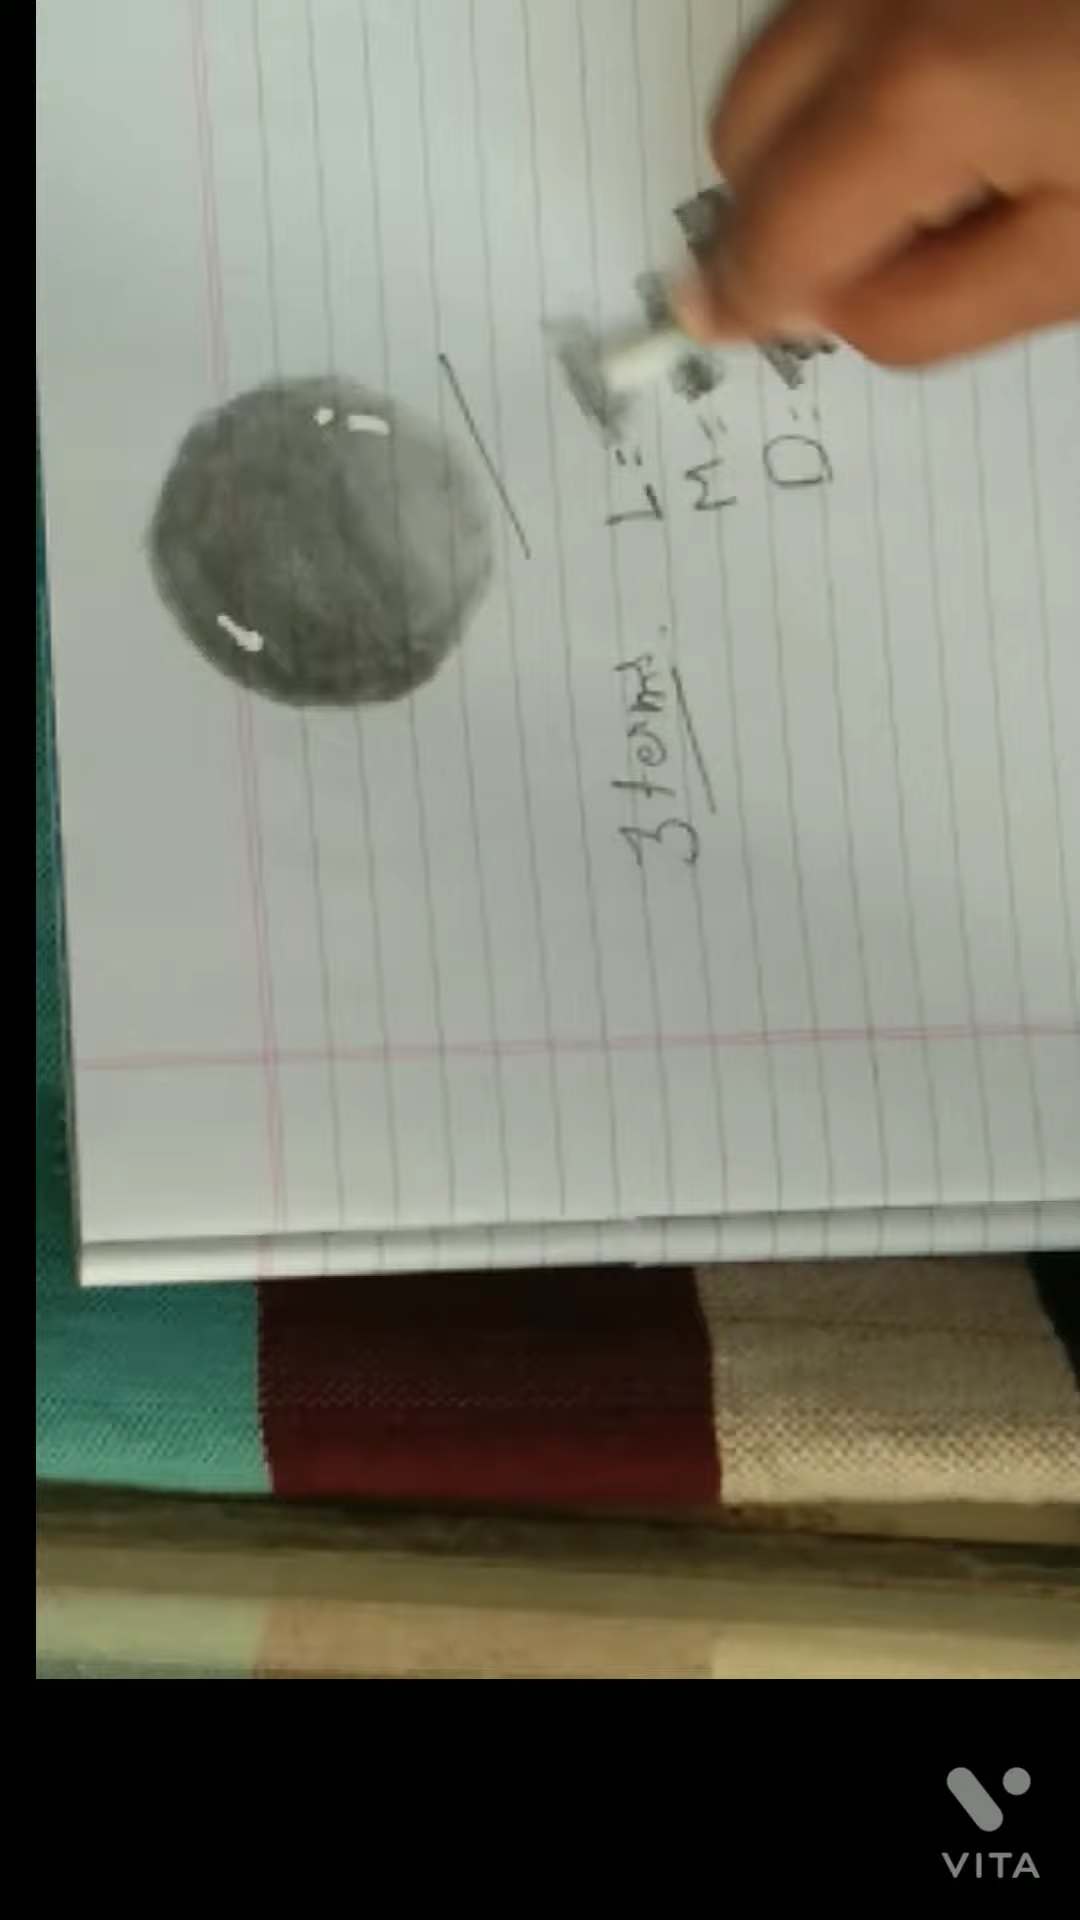 3 terms. L=
M=
D=
VITA